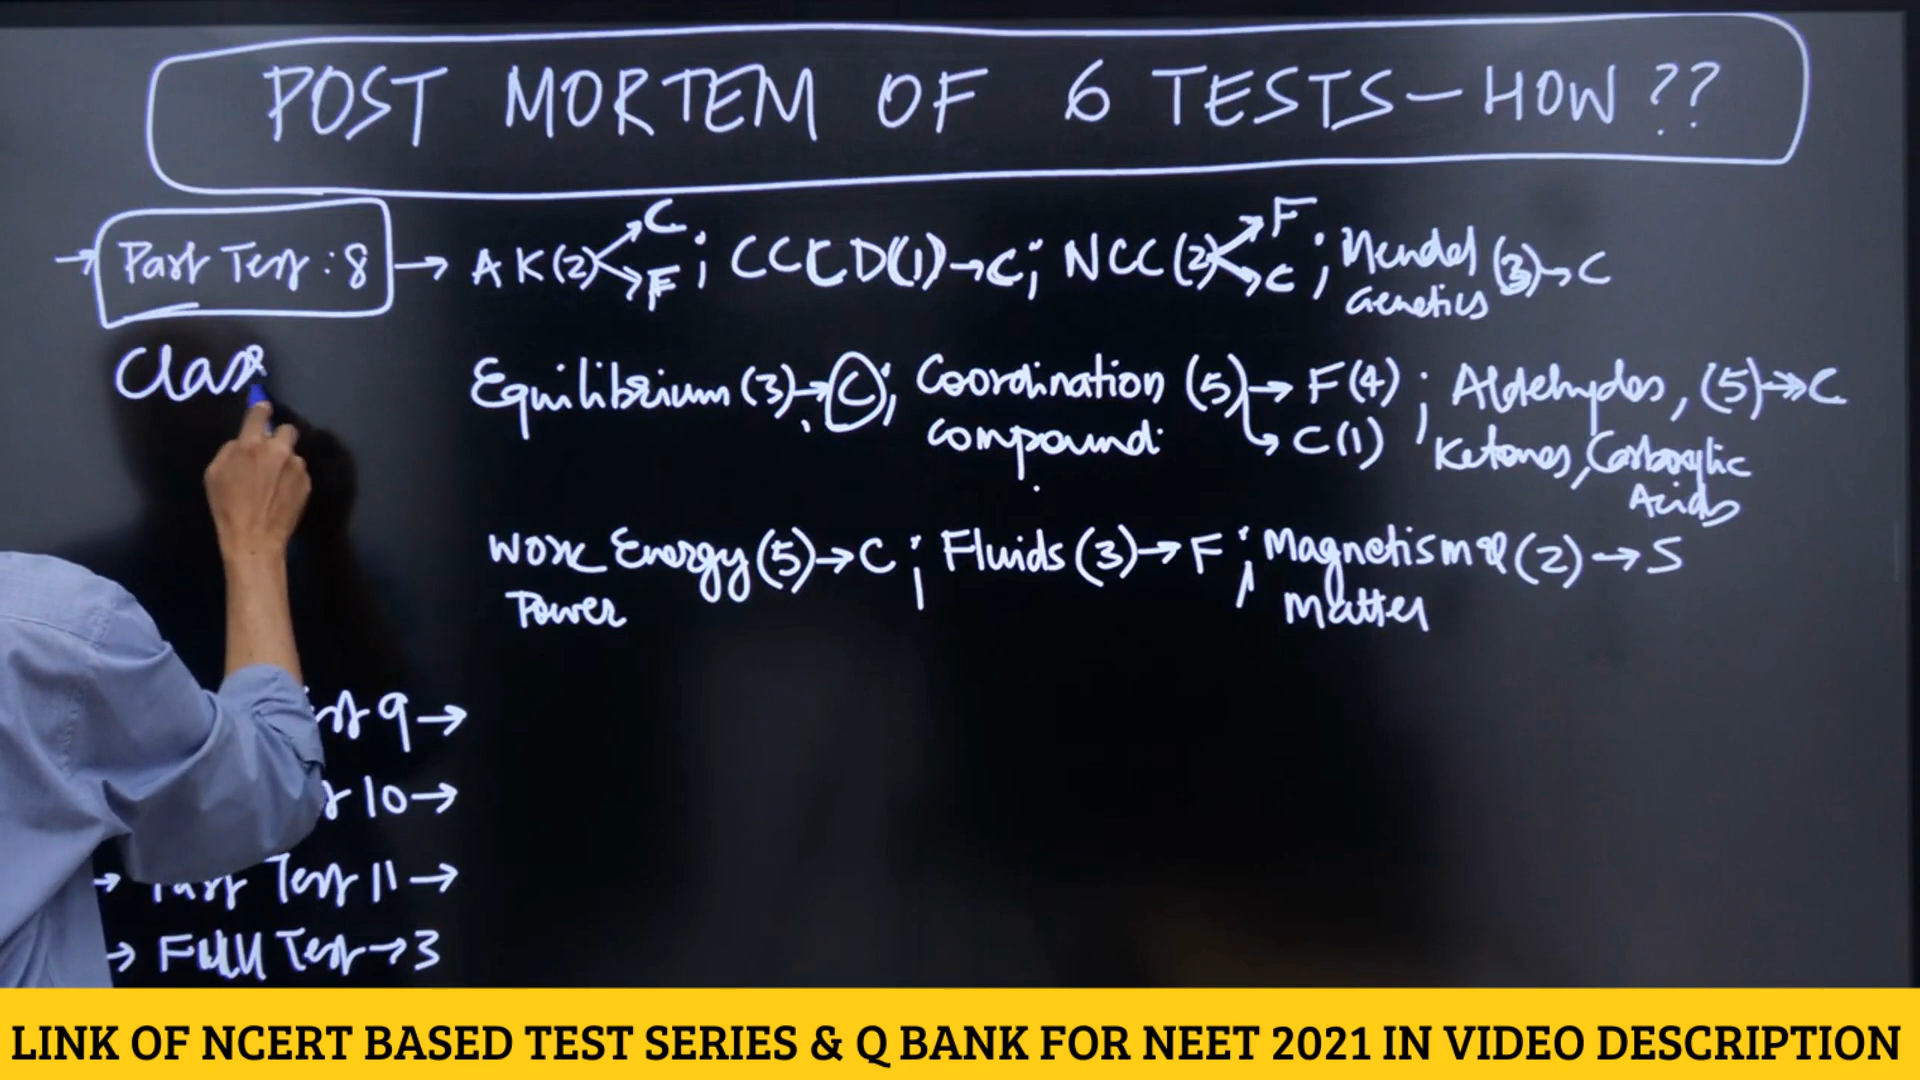 POST MORTEM OF 6 TESTS - HOW ??
→ Part Test : 8 → AK(2) C F ; CCCD(1) → C ; NCC(2) F C ; Mendel Genetics (3) → C
Class
Equilibrium (3) → C ; Coordination (5) → F(4) ; Aldehydes, (5) → C
compound → C(1) Ketones, Carboxylic
Acids
Work Energy (5) → C ; Fluids (3) → F ; Magnetism & (2) → S
Power Matter
9 →
10 →
→ Part Test 11 →
→ Full Test → 3
LINK OF NCERT BASED TEST SERIES & Q BANK FOR NEET 2021 IN VIDEO DESCRIPTION